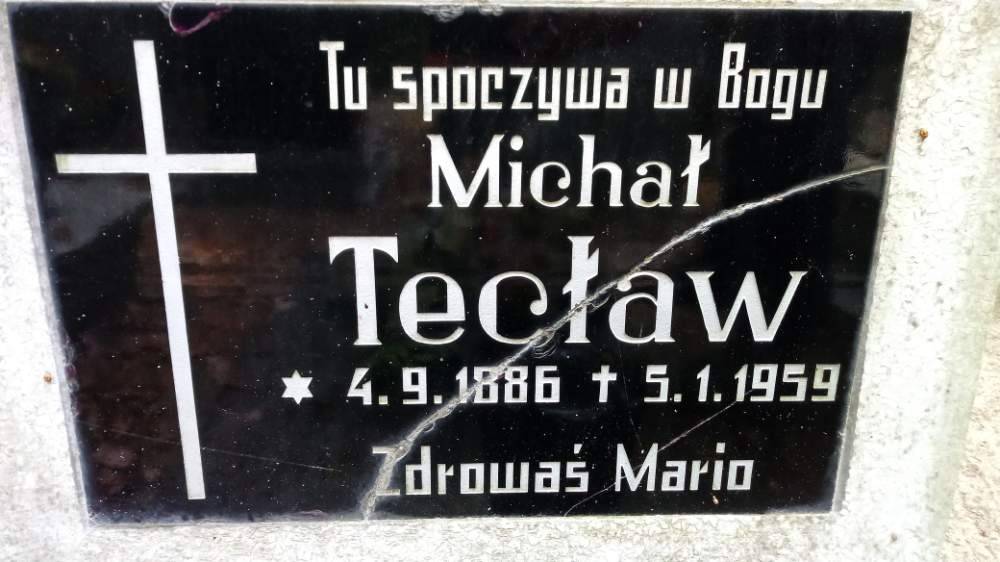 Tu spoczywa w Bogu
Michał
Tecław
✶ 4.9.1886 ✝ 5.1.1959
Zdrowaś Mario